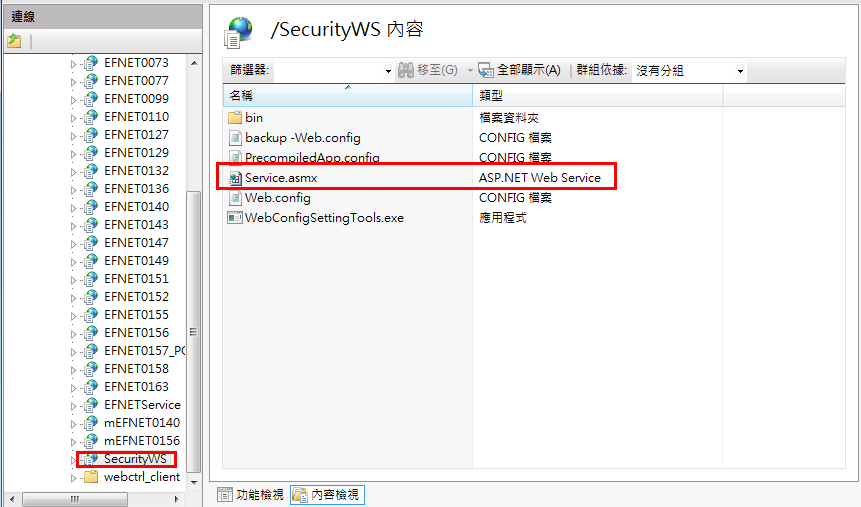 連線
EFNET0073
EFNET0077
EFNET0099
EFNET0110
EFNET0127
EFNET0129
EFNET0132
EFNET0136
EFNET0140
EFNET0143
EFNET0147
EFNET0149
EFNET0151
EFNET0152
EFNET0155
EFNET0156
EFNET0157_PC
EFNET0158
EFNET0163
EFNETService
mEFNET0140
mEFNET0156
SecurityWS
webctrl_client
/SecurityWS 內容
篩選器: 移至(G) 全部顯示(A) 群組依據: 沒有分組
名稱 類型
bin 檔案資料夾
backup -Web.config CONFIG 檔案
PrecompiledApp.config CONFIG 檔案
Service.asmx ASP.NET Web Service
Web.config CONFIG 檔案
WebConfigSettingTools.exe 應用程式
功能檢視 內容檢視